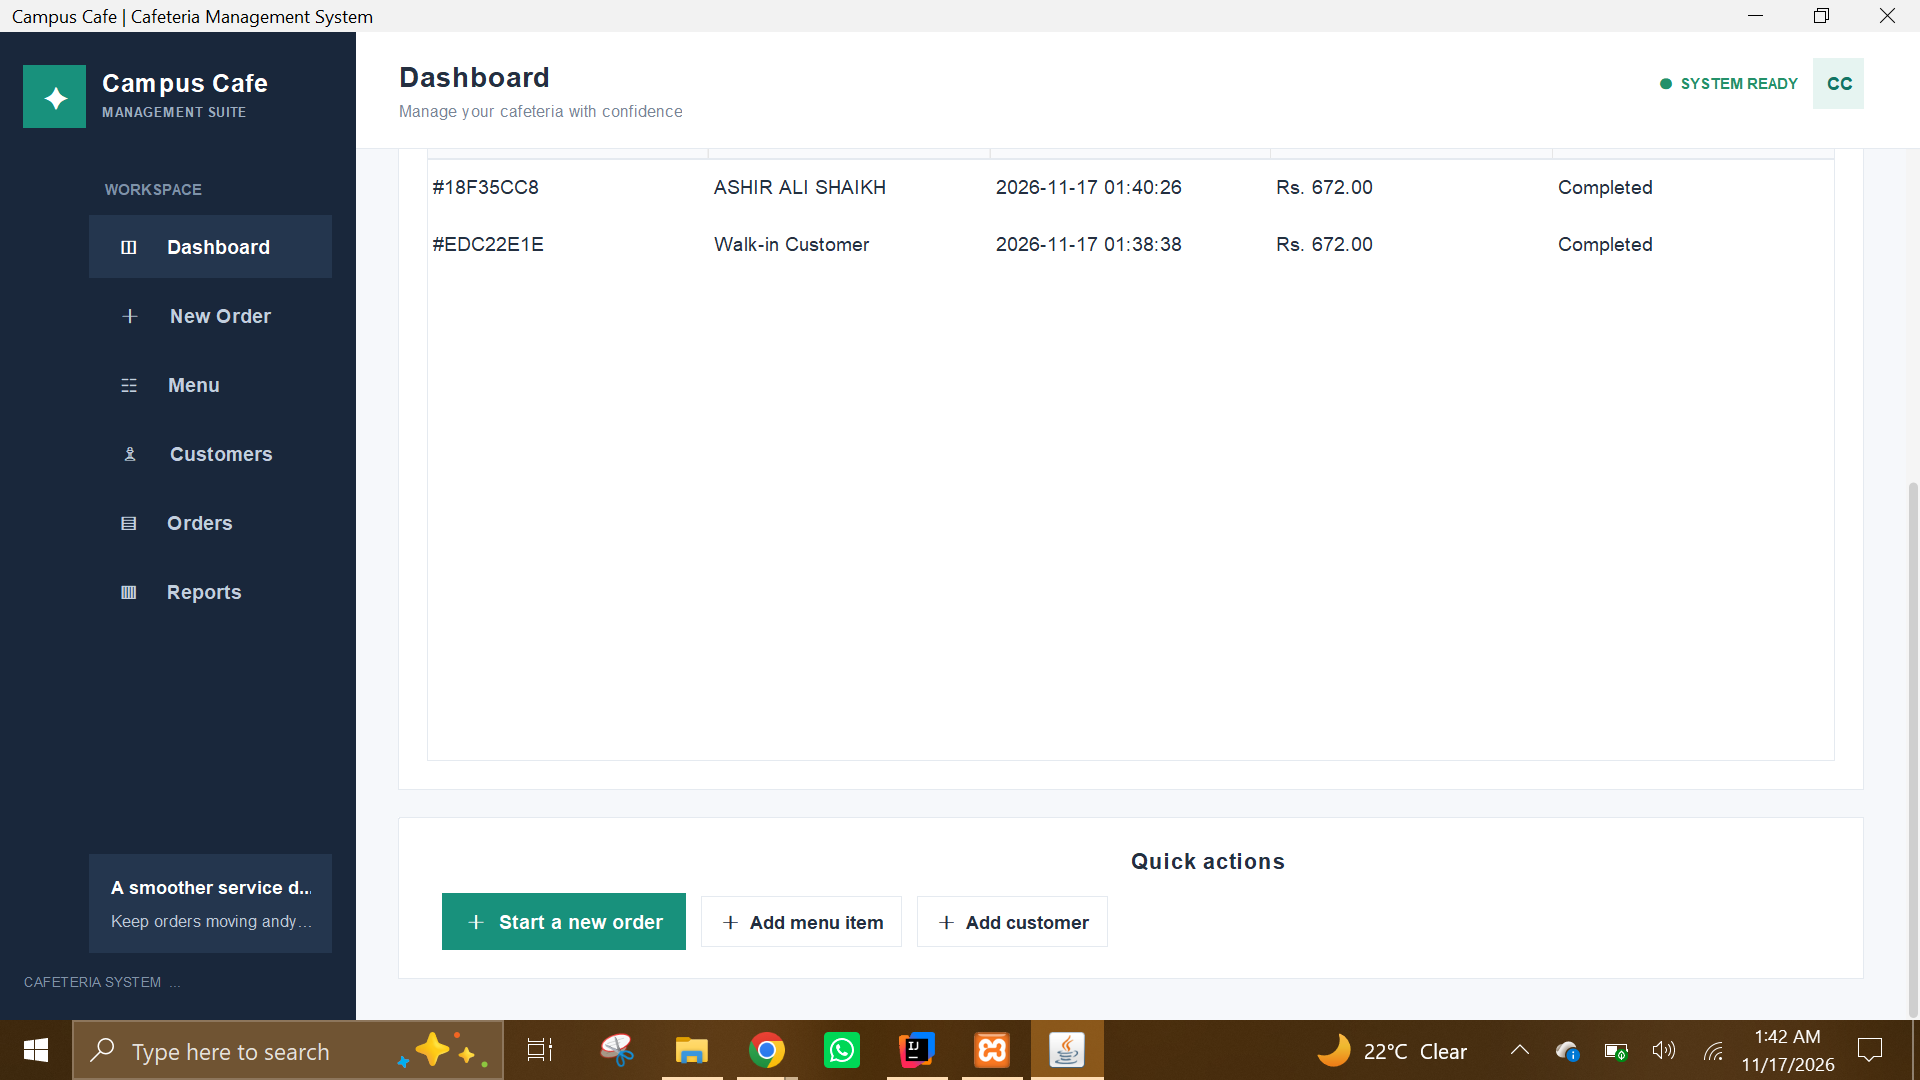 Campus Cafe | Cafeteria Management System
Campus Cafe
MANAGEMENT SUITE
WORKSPACE
Dashboard
New Order
Menu
Customers
Orders
Reports
A smoother service d...
Keep orders moving andy...
CAFETERIA SYSTEM ...
Dashboard
Manage your cafeteria with confidence
SYSTEM READY
CC
#18F35CC8 ASHIR ALI SHAIKH 2026-11-17 01:40:26 Rs. 672.00 Completed
#EDC22E1E Walk-in Customer 2026-11-17 01:38:38 Rs. 672.00 Completed
Quick actions
+ Start a new order
+ Add menu item
+ Add customer
Type here to search
22°C Clear
1:42 AM
11/17/2026